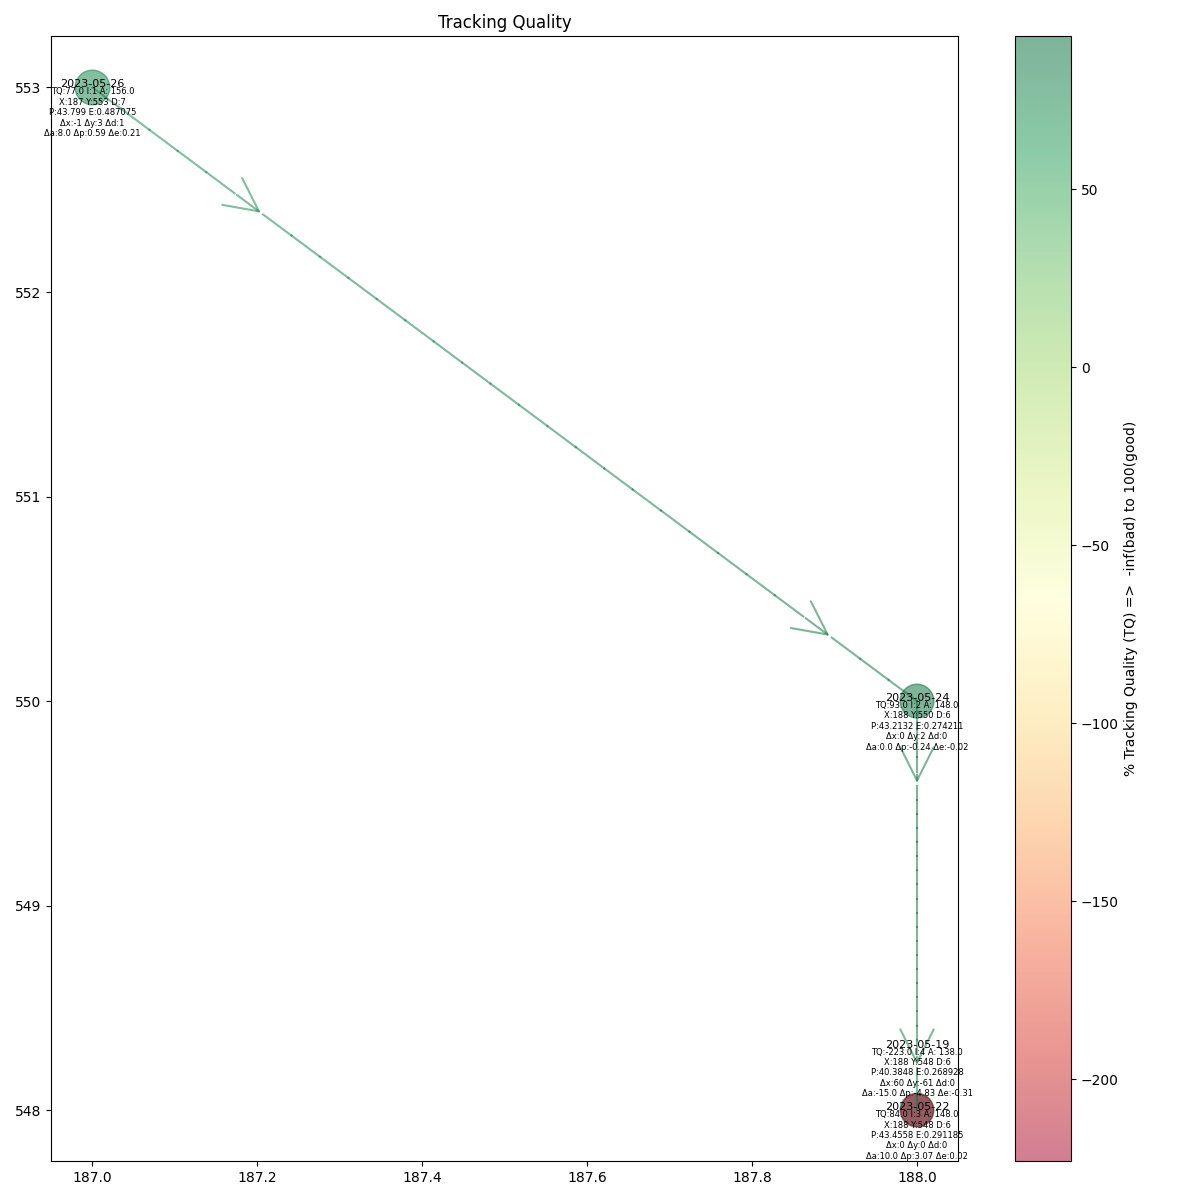 Tracking Quality
553
552
551
550
549
548
187.0
187.2
187.4
187.6
187.8
188.0
2023-05-26
TQ:77.0 I:1 A: 156.0
X:187 Y:553 D:7
P:43.799 E:0.487075
Δx:-1 Δy:3 Δd:1
Δa:8.0 Δp:0.59 Δe:0.21
2023-05-24
TQ:93.0 I:2 A: 148.0
X:188 Y:550 D:6
P:43.2132 E:0.274211
Δx:0 Δy:2 Δd:0
Δa:0.0 Δp:-0.24 Δe:-0.02
2023-05-19
TQ:-223.0 I:4 A: 138.0
X:188 Y:548 D:6
P:40.3848 E:0.268928
Δx:60 Δy:-61 Δd:0
Δa:-15.0 Δp:-4.83 Δe:-0.31
2023-05-22
TQ:84.0 I:3 A: 148.0
X:188 Y:548 D:6
P:43.4558 E:0.291185
Δx:0 Δy:0 Δd:0
Δa:10.0 Δp:3.07 Δe:0.02
50
0
−50
−100
−150
−200
% Tracking Quality (TQ) => -inf(bad) to 100(good)